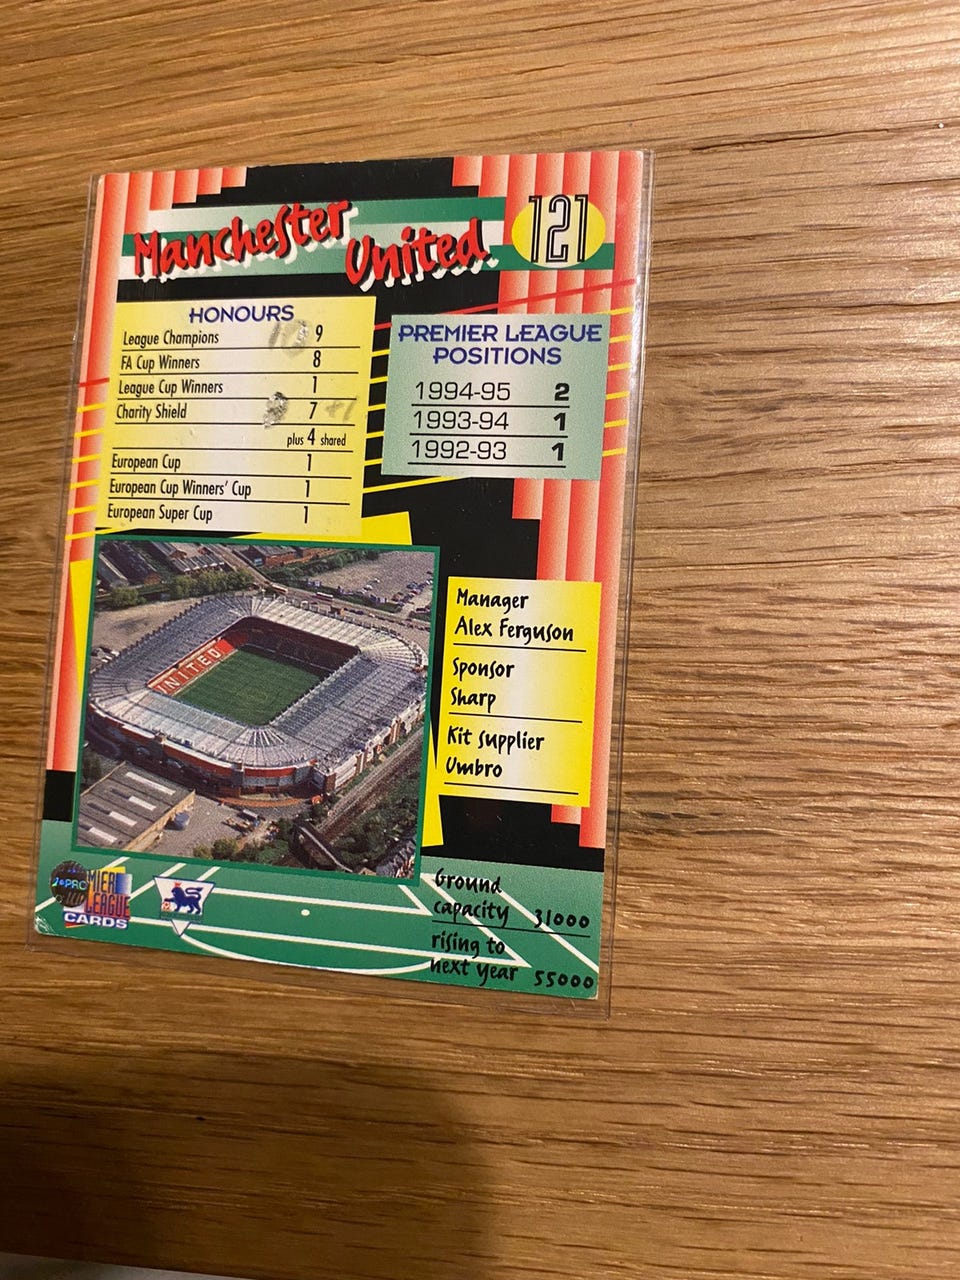 Manchester United.
121
HONOURS
League Champions 9
FA Cup Winners 8
League Cup Winners 1
Charity Shield 7 +1
plus 4 shared
European Cup 1
European Cup Winners' Cup 1
European Super Cup 1
PREMIER LEAGUE
POSITIONS
1994-95 2
1993-94 1
1992-93 1
UNITED
Manager
Alex Ferguson
Sponsor
Sharp
Kit Supplier
Umbro
PRO
LEAGUE
CARDS
Ground
capacity 31000
rising to
next year 55000